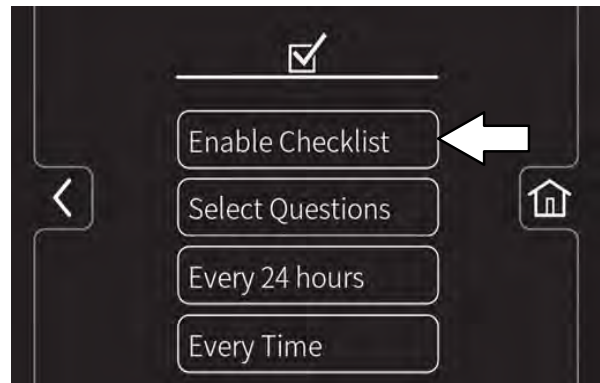 Enable Checklist
Select Questions
Every 24 hours
Every Time